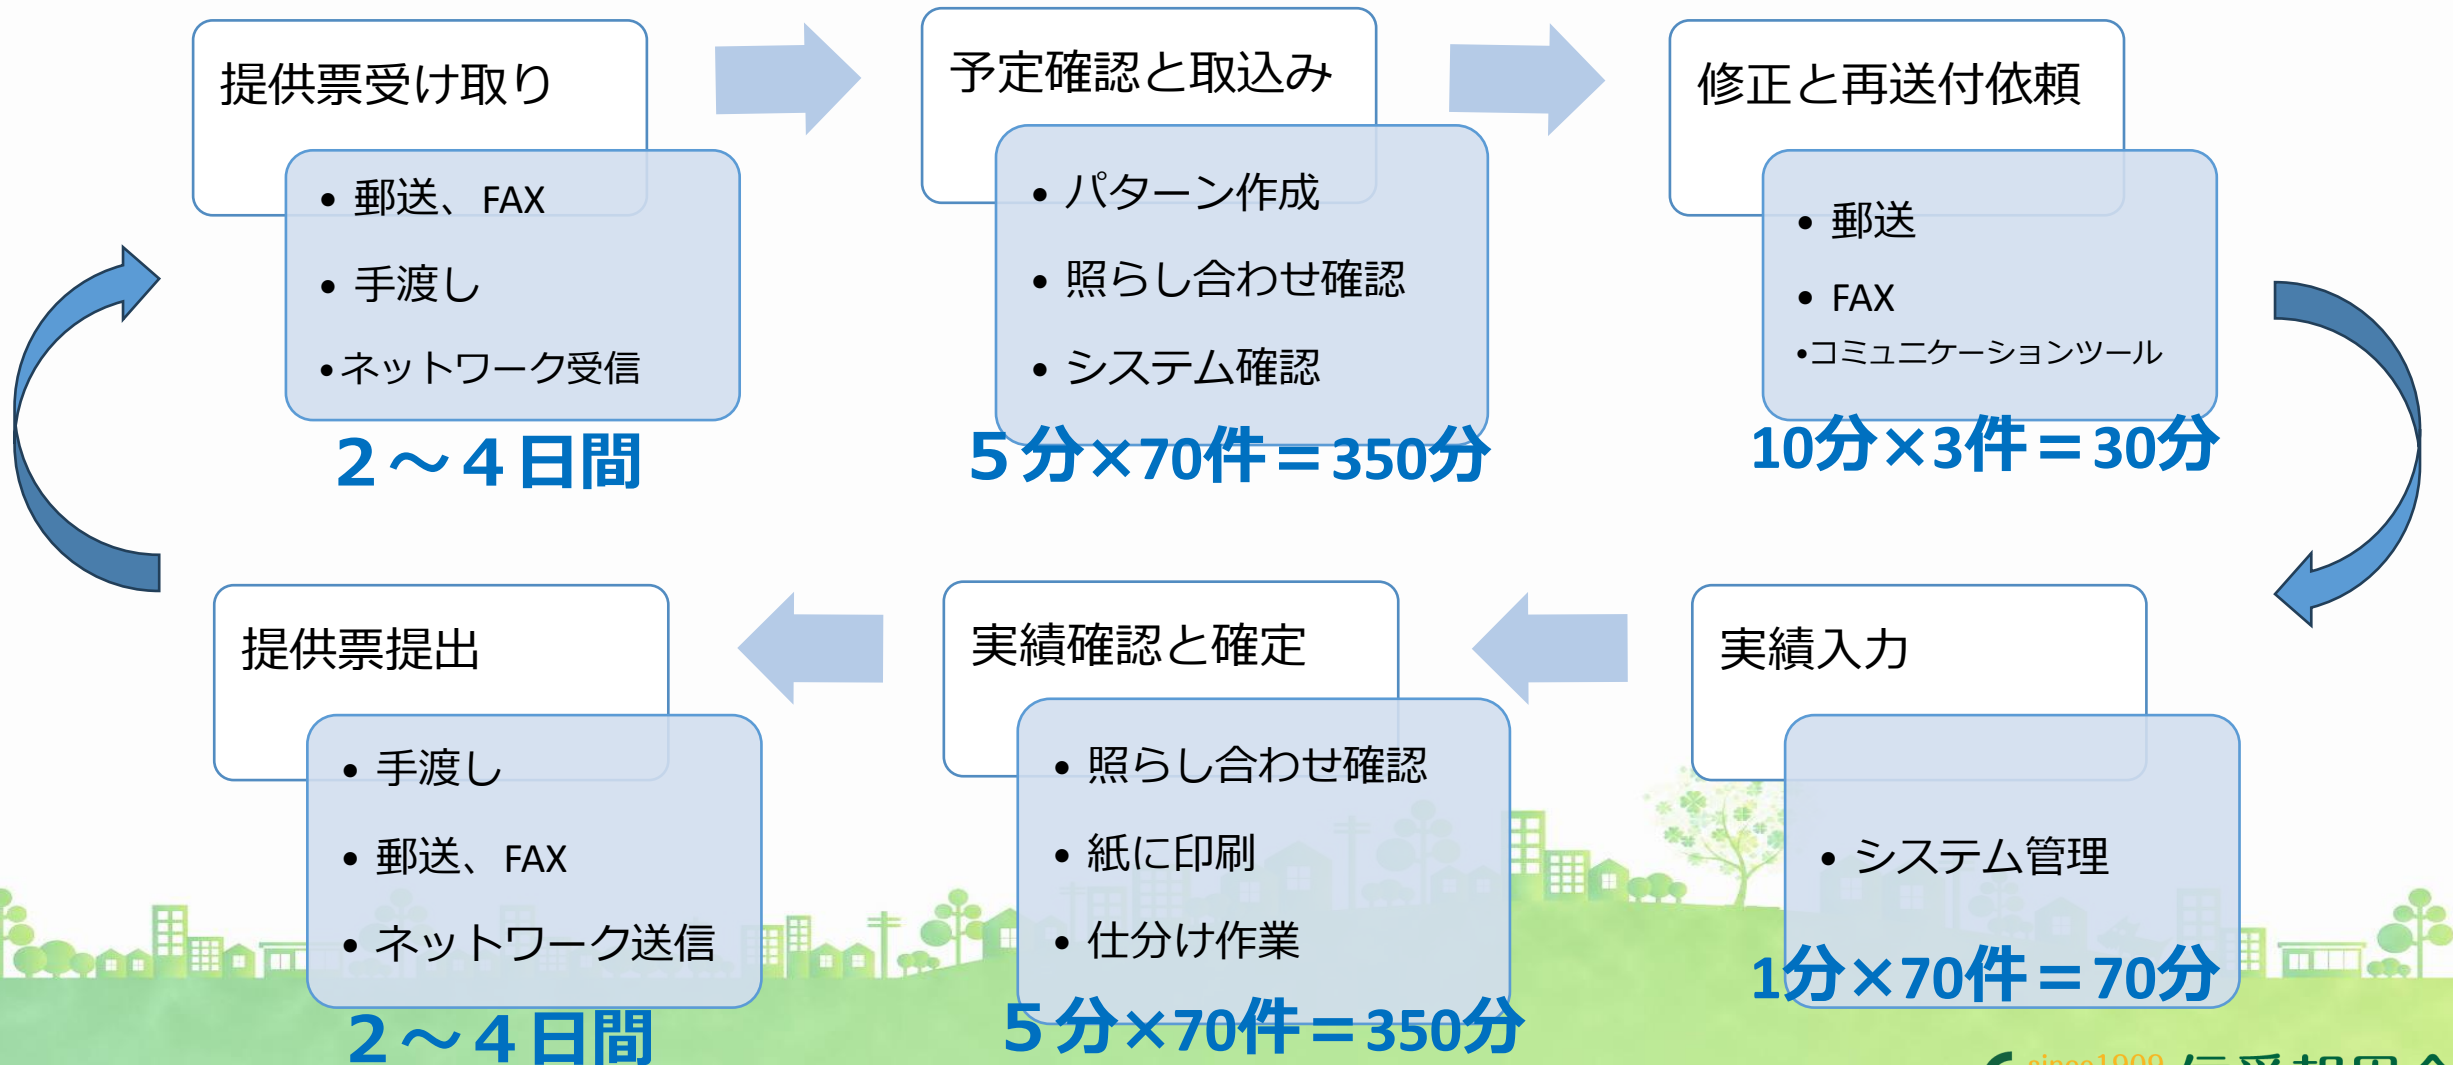 提供票受け取り
• 郵送、FAX
• 手渡し
•ネットワーク受信
2～4日間
予定確認と取込み
• パターン作成
• 照らし合わせ確認
• システム確認
5分×70件＝350分
修正と再送付依頼
• 郵送
• FAX
•コミュニケーションツール
10分×3件＝30分
実績入力
• システム管理
1分×70件＝70分
実績確認と確定
• 照らし合わせ確認
• 紙に印刷
• 仕分け作業
5分×70件＝350分
提供票提出
• 手渡し
• 郵送、FAX
• ネットワーク送信
2～4日間
since1909